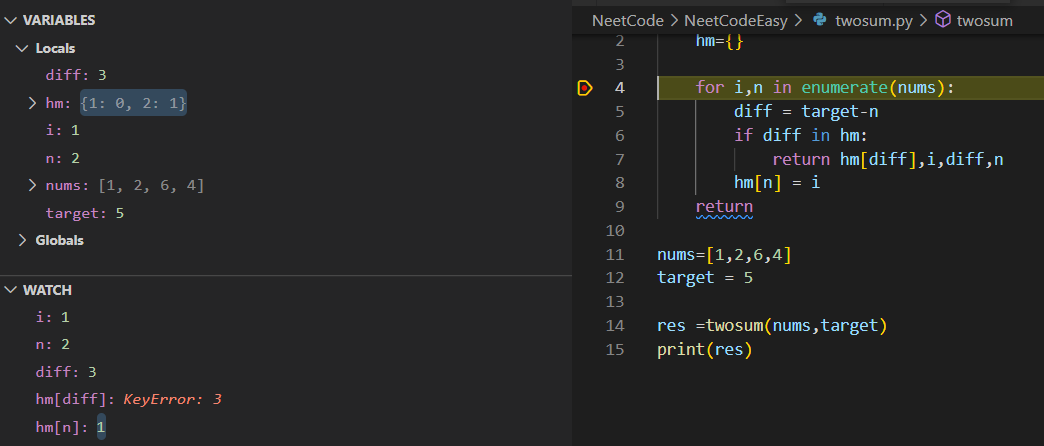 VARIABLES
Locals
diff: 3
hm: {1: 0, 2: 1}
i: 1
n: 2
nums: [1, 2, 6, 4]
target: 5
Globals
WATCH
i: 1
n: 2
diff: 3
hm[diff]: KeyError: 3
hm[n]: 1
NeetCode > NeetCodeEasy > twosum.py > twosum
2 hm={}
3
4 for i,n in enumerate(nums):
5 diff = target-n
6 if diff in hm:
7 return hm[diff],i,diff,n
8 hm[n] = i
9 return
10
11 nums=[1,2,6,4]
12 target = 5
13
14 res =twosum(nums,target)
15 print(res)